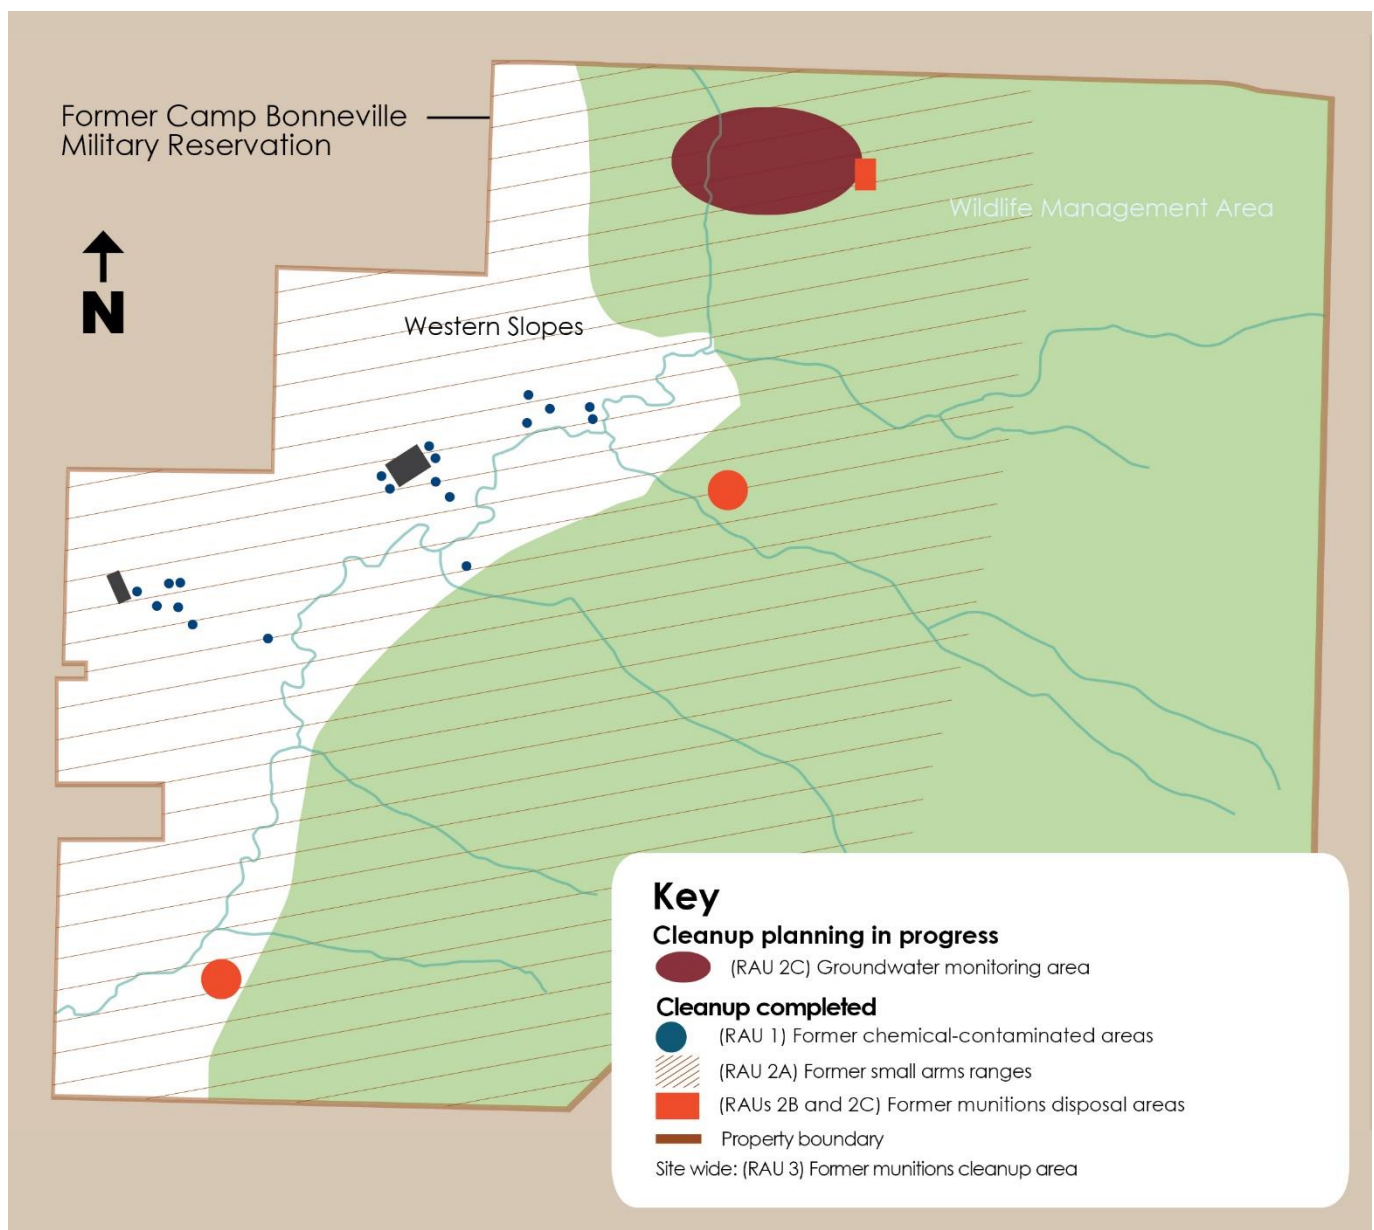 Former Camp Bonneville
Military Reservation
N
Wildlife Management Area
Western Slopes
Key
Cleanup planning in progress
(RAU 2C) Groundwater monitoring area
Cleanup completed
(RAU 1) Former chemical-contaminated areas
(RAU 2A) Former small arms ranges
(RAUs 2B and 2C) Former munitions disposal areas
Property boundary
Site wide: (RAU 3) Former munitions cleanup area